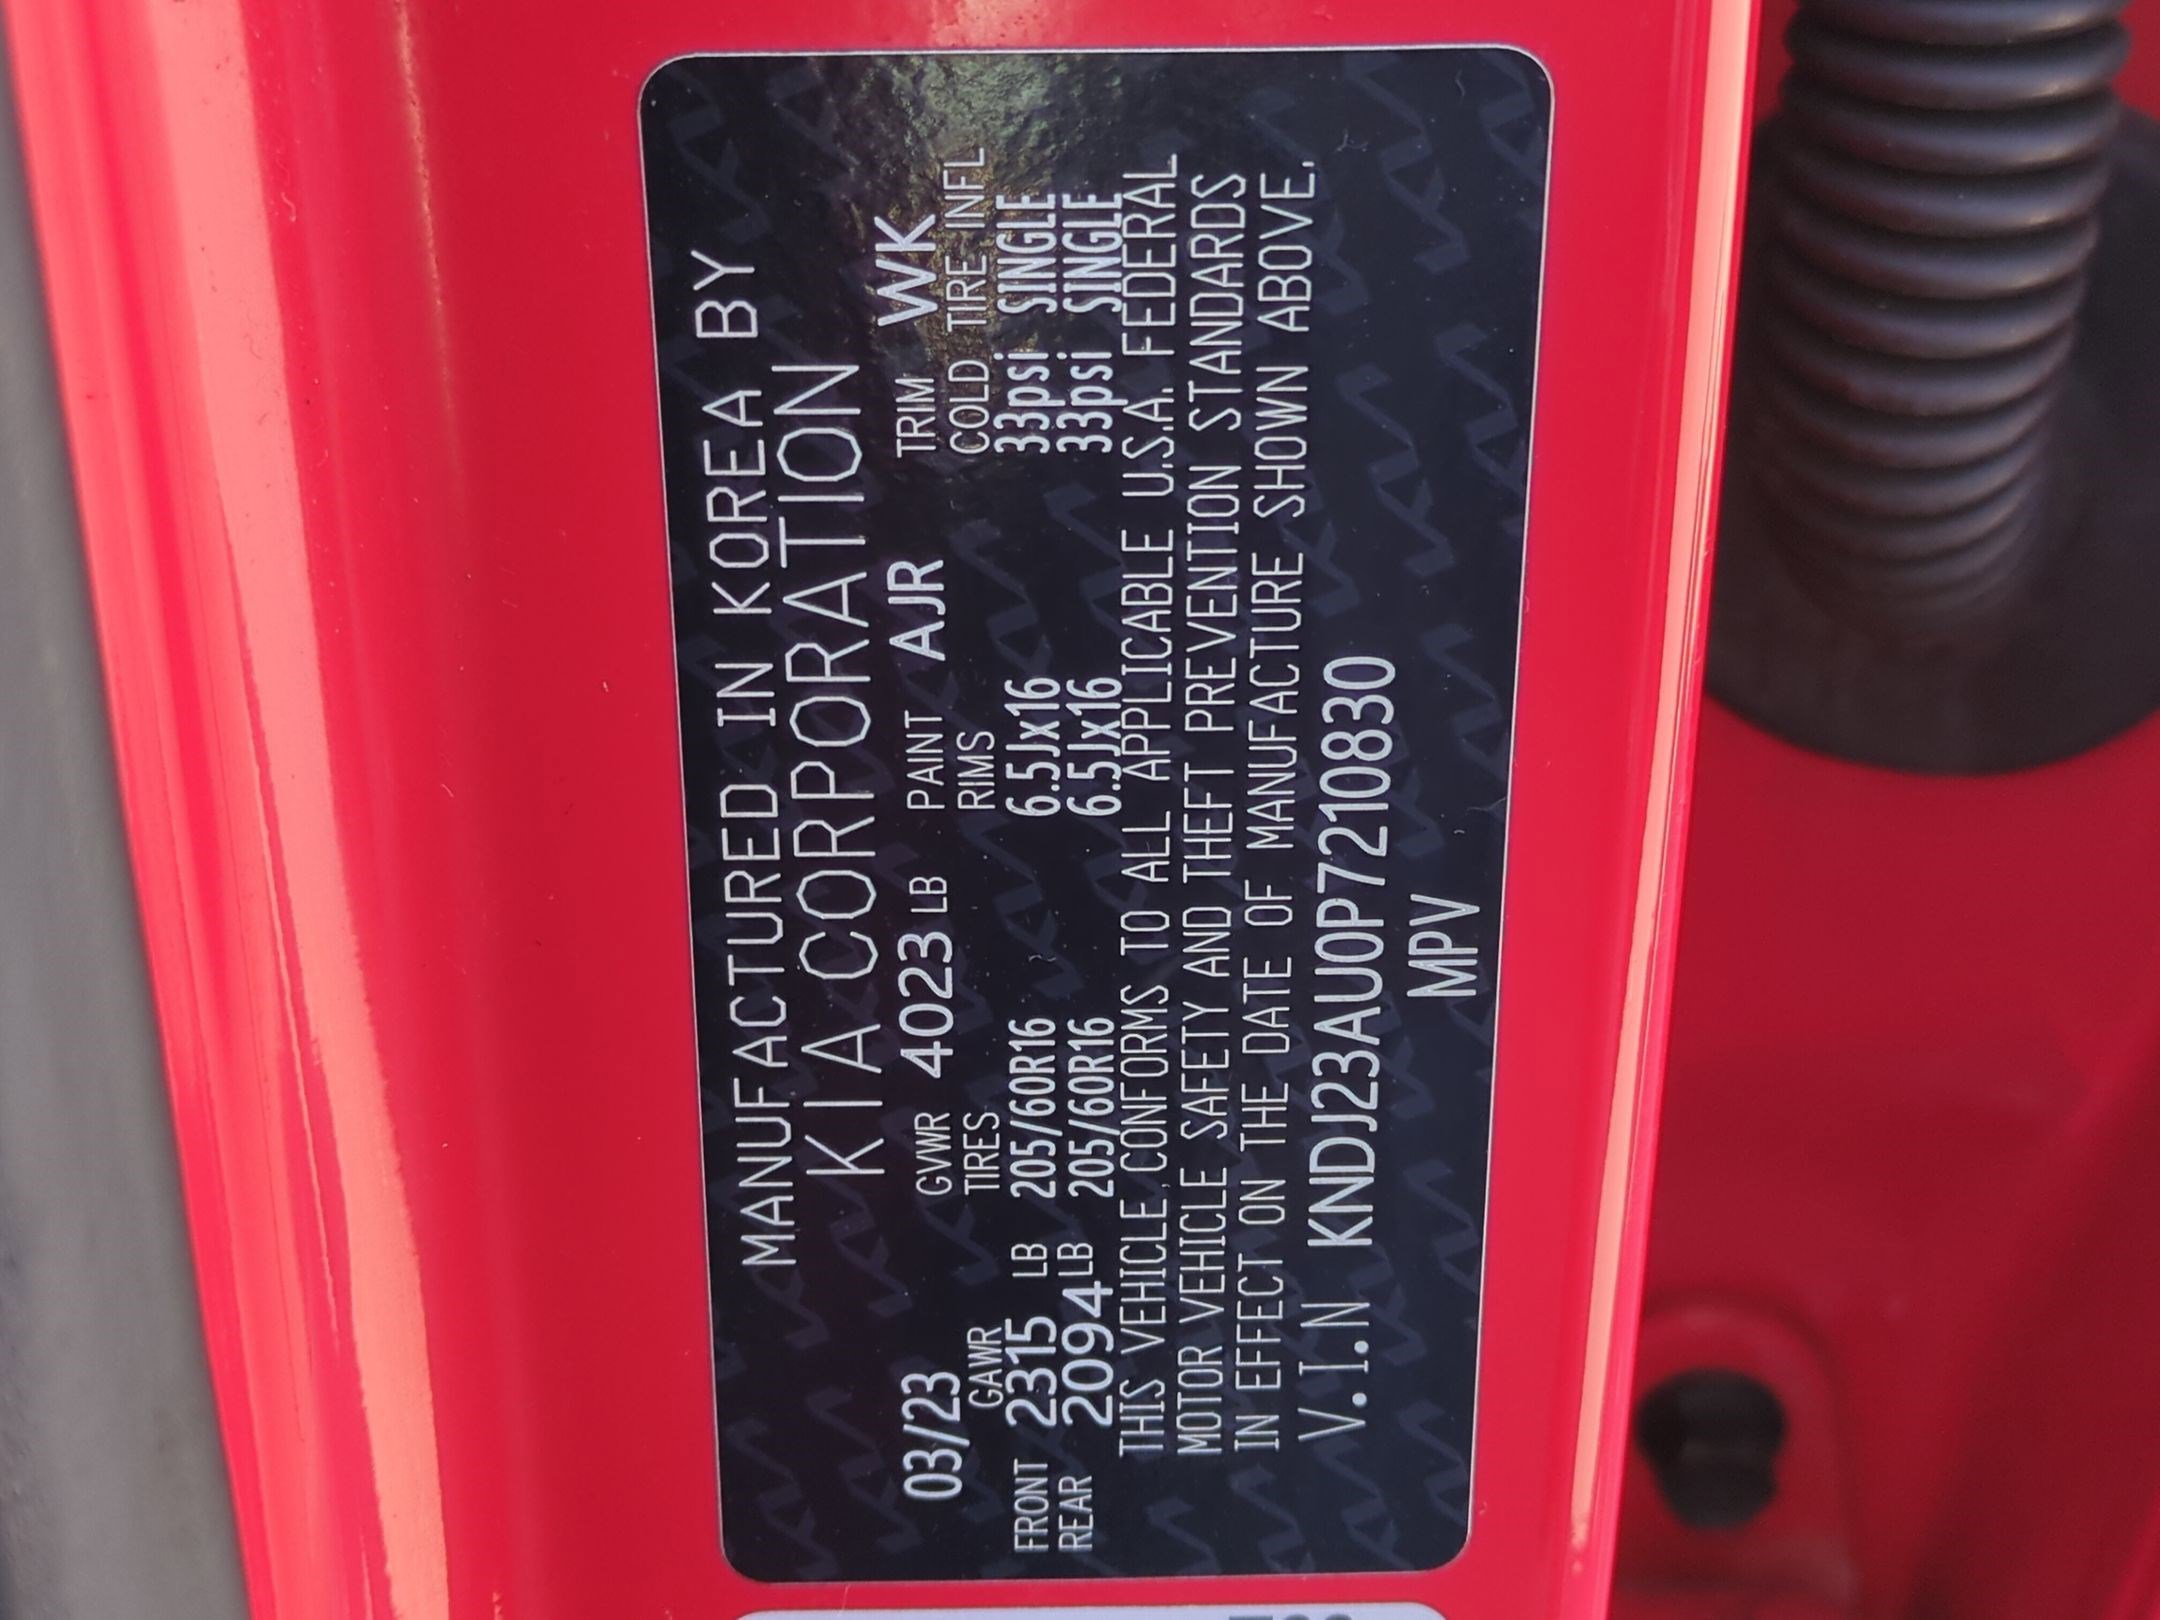 MANUFACTURED IN KOREA BY
KIA CORPORATION
03/23 GVWR 4023 LB PAINT AJR TRIM WK
GAWR TIRES RIMS COLD TIRE INFL
FRONT 2315 LB 205/60R16 6.5Jx16 33psi SINGLE
REAR 2094 LB 205/60R16 6.5Jx16 33psi SINGLE
THIS VEHICLE CONFORMS TO ALL APPLICABLE U.S.A. FEDERAL
MOTOR VEHICLE SAFETY AND THEFT PREVENTION STANDARDS
IN EFFECT ON THE DATE OF MANUFACTURE SHOWN ABOVE.
V.I.N KNDJ23AU0P7210830
MPV